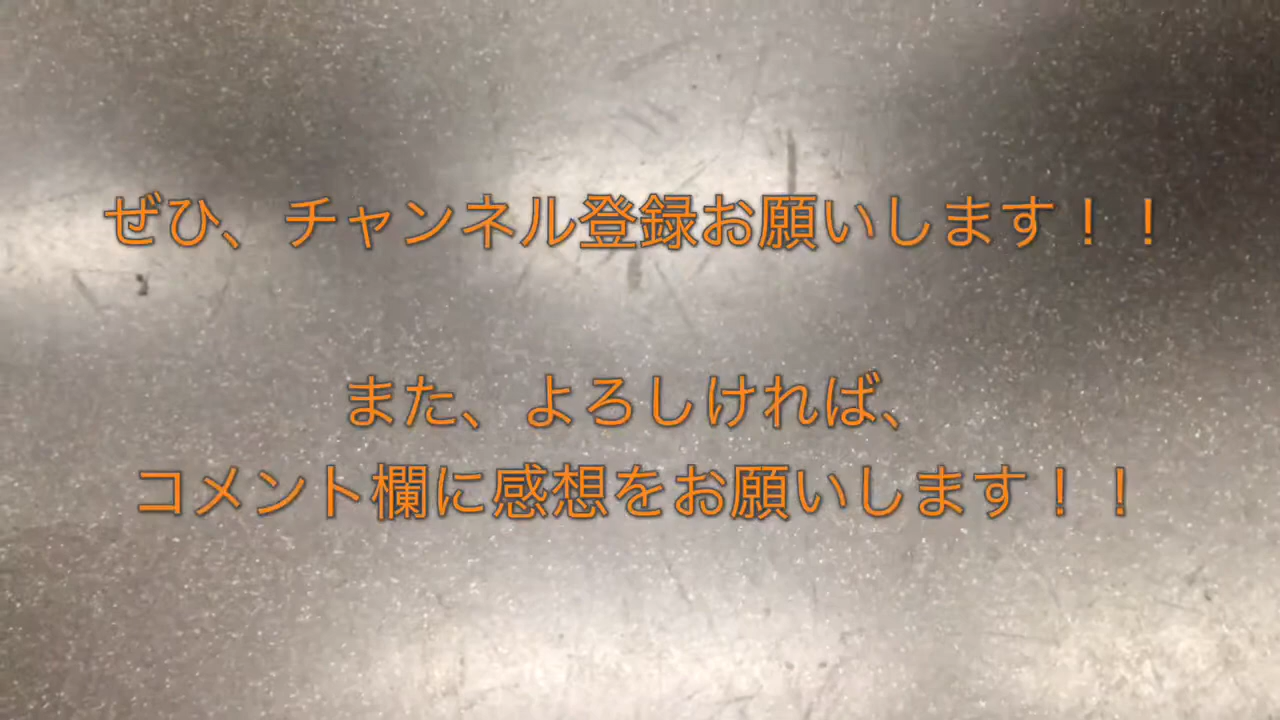 ぜひ、チャンネル登録お願いします！！
また、よろしければ、
コメント欄に感想をお願いします！！